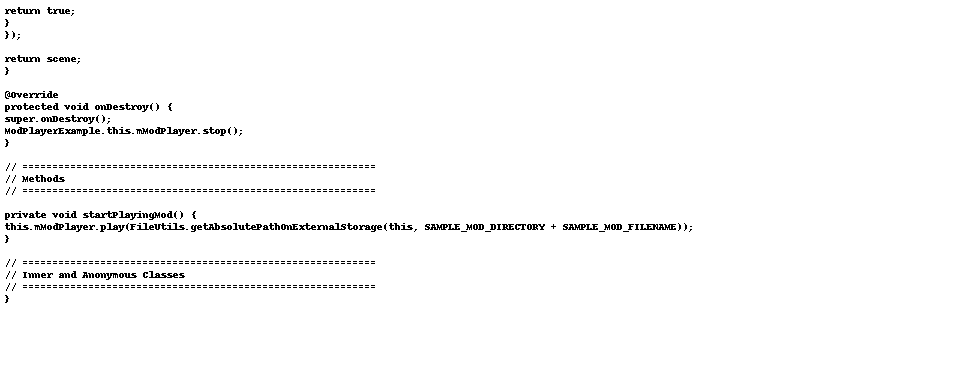 return true;
}
});
return scene;
}
@Override
protected void onDestroy() {
super.onDestroy();
ModPlayerExample.this.mModPlayer.stop();
}
// ===========================================================
// Methods
// ===========================================================
private void startPlayingMod() {
this.mModPlayer.play(FileUtils.getAbsolutePathOnExternalStorage(this, SAMPLE_MOD_DIRECTORY + SAMPLE_MOD_FILENAME));
}
// ===========================================================
// Inner and Anonymous Classes
// ===========================================================
}